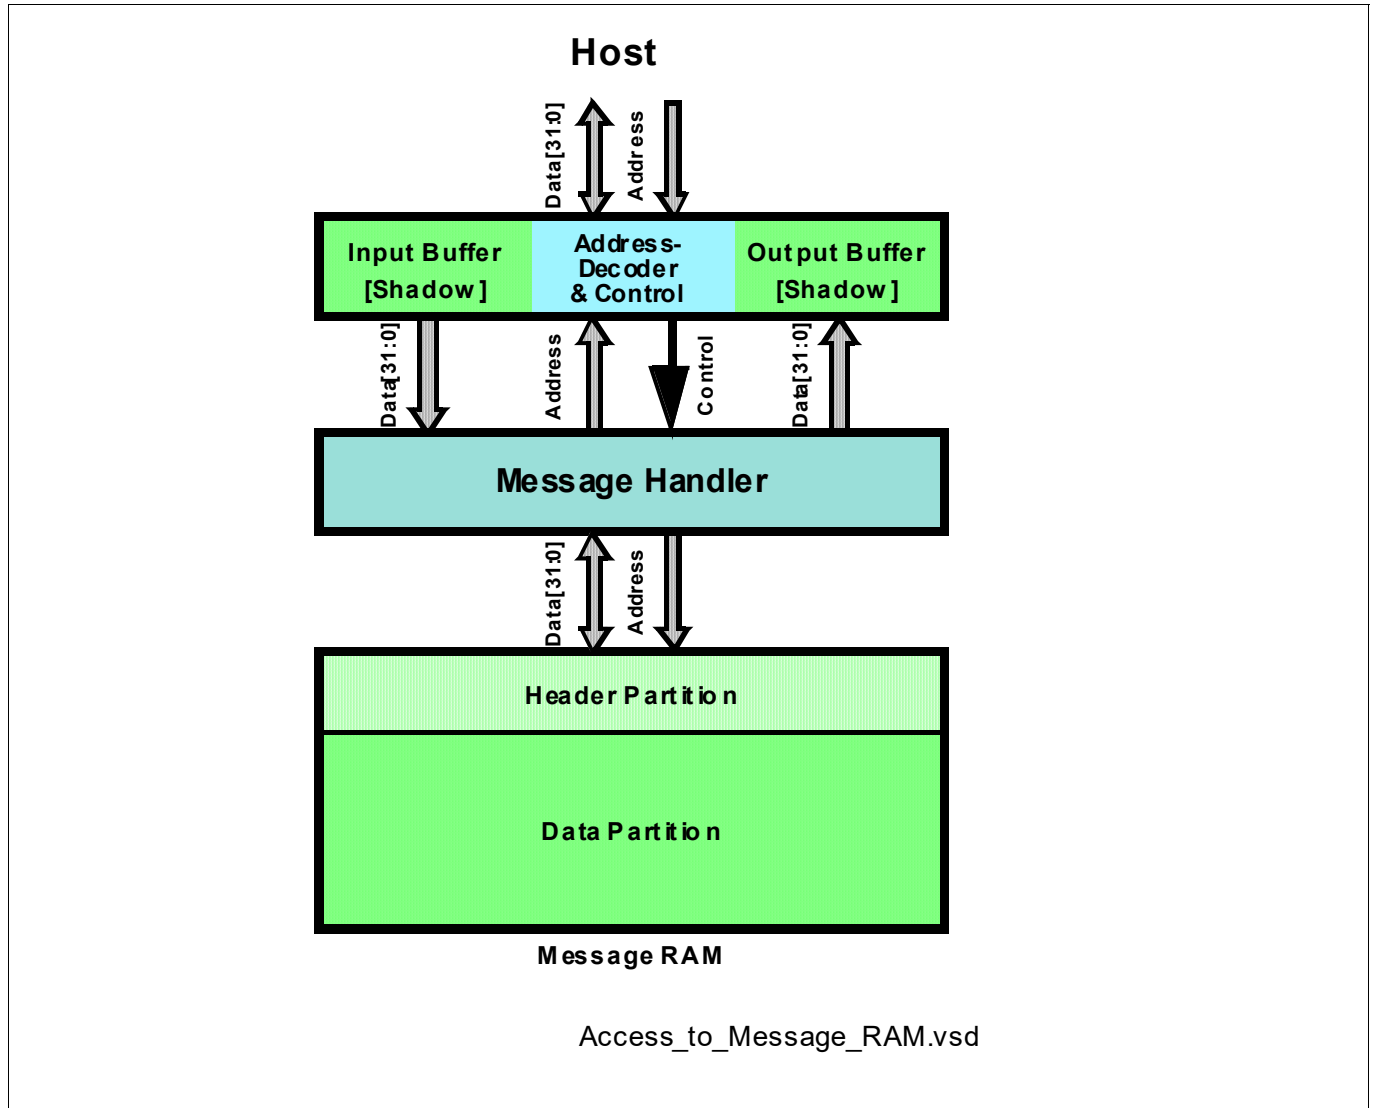 Host
Data[31:0]
Address
Input Buffer
[Shadow]
Address-
Decoder
& Control
Output Buffer
[Shadow]
Data[31:0]
Address
Control
Data[31:0]
Message Handler
Data[31:0]
Address
Header Partition
Data Partition
Message RAM
Access_to_Message_RAM.vsd